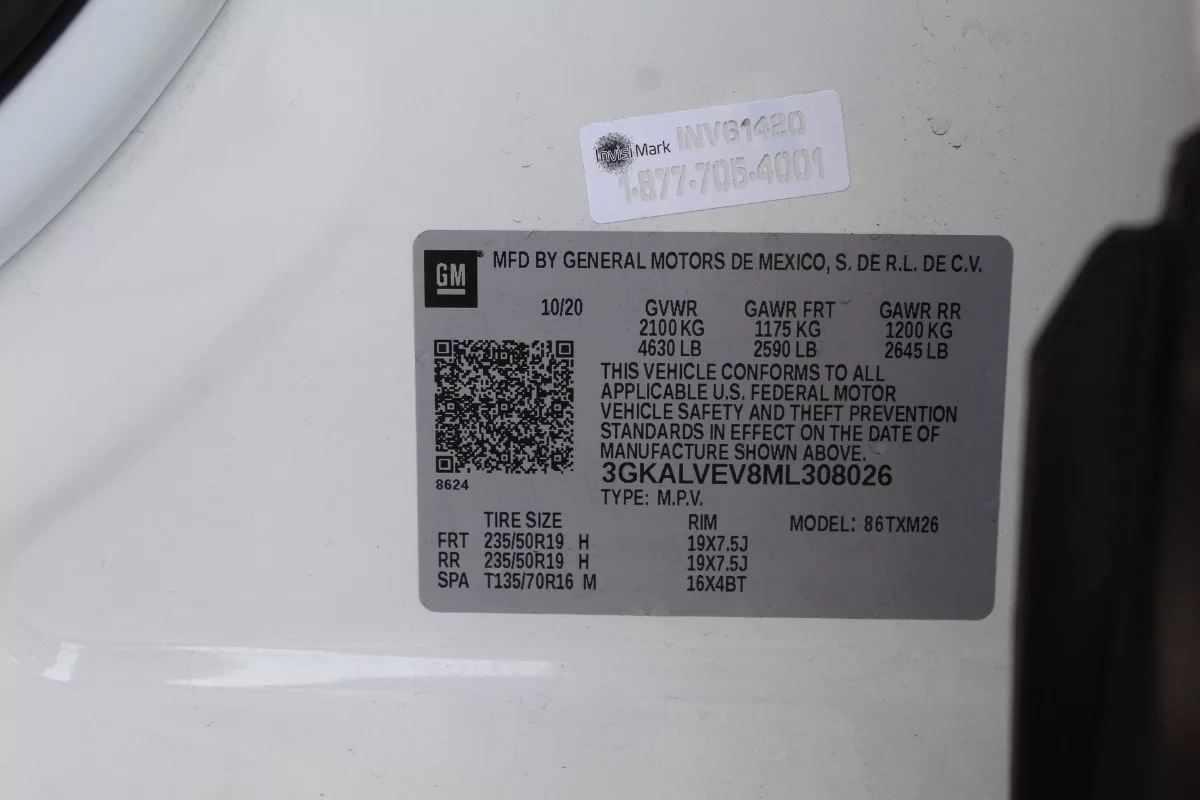 InvisiMark INV61420
1-877-705-4001
GM
MFD BY GENERAL MOTORS DE MEXICO, S. DE R.L. DE C.V.
10/20 GVWR GAWR FRT GAWR RR
2100 KG 1175 KG 1200 KG
4630 LB 2590 LB 2645 LB
THIS VEHICLE CONFORMS TO ALL
APPLICABLE U.S. FEDERAL MOTOR
VEHICLE SAFETY AND THEFT PREVENTION
STANDARDS IN EFFECT ON THE DATE OF
MANUFACTURE SHOWN ABOVE.
3GKALVEV8ML308026
8624
TYPE: M.P.V.
TIRE SIZE RIM MODEL: 86TXM26
FRT 235/50R19 H 19X7.5J
RR 235/50R19 H 19X7.5J
SPA T135/70R16 M 16X4BT